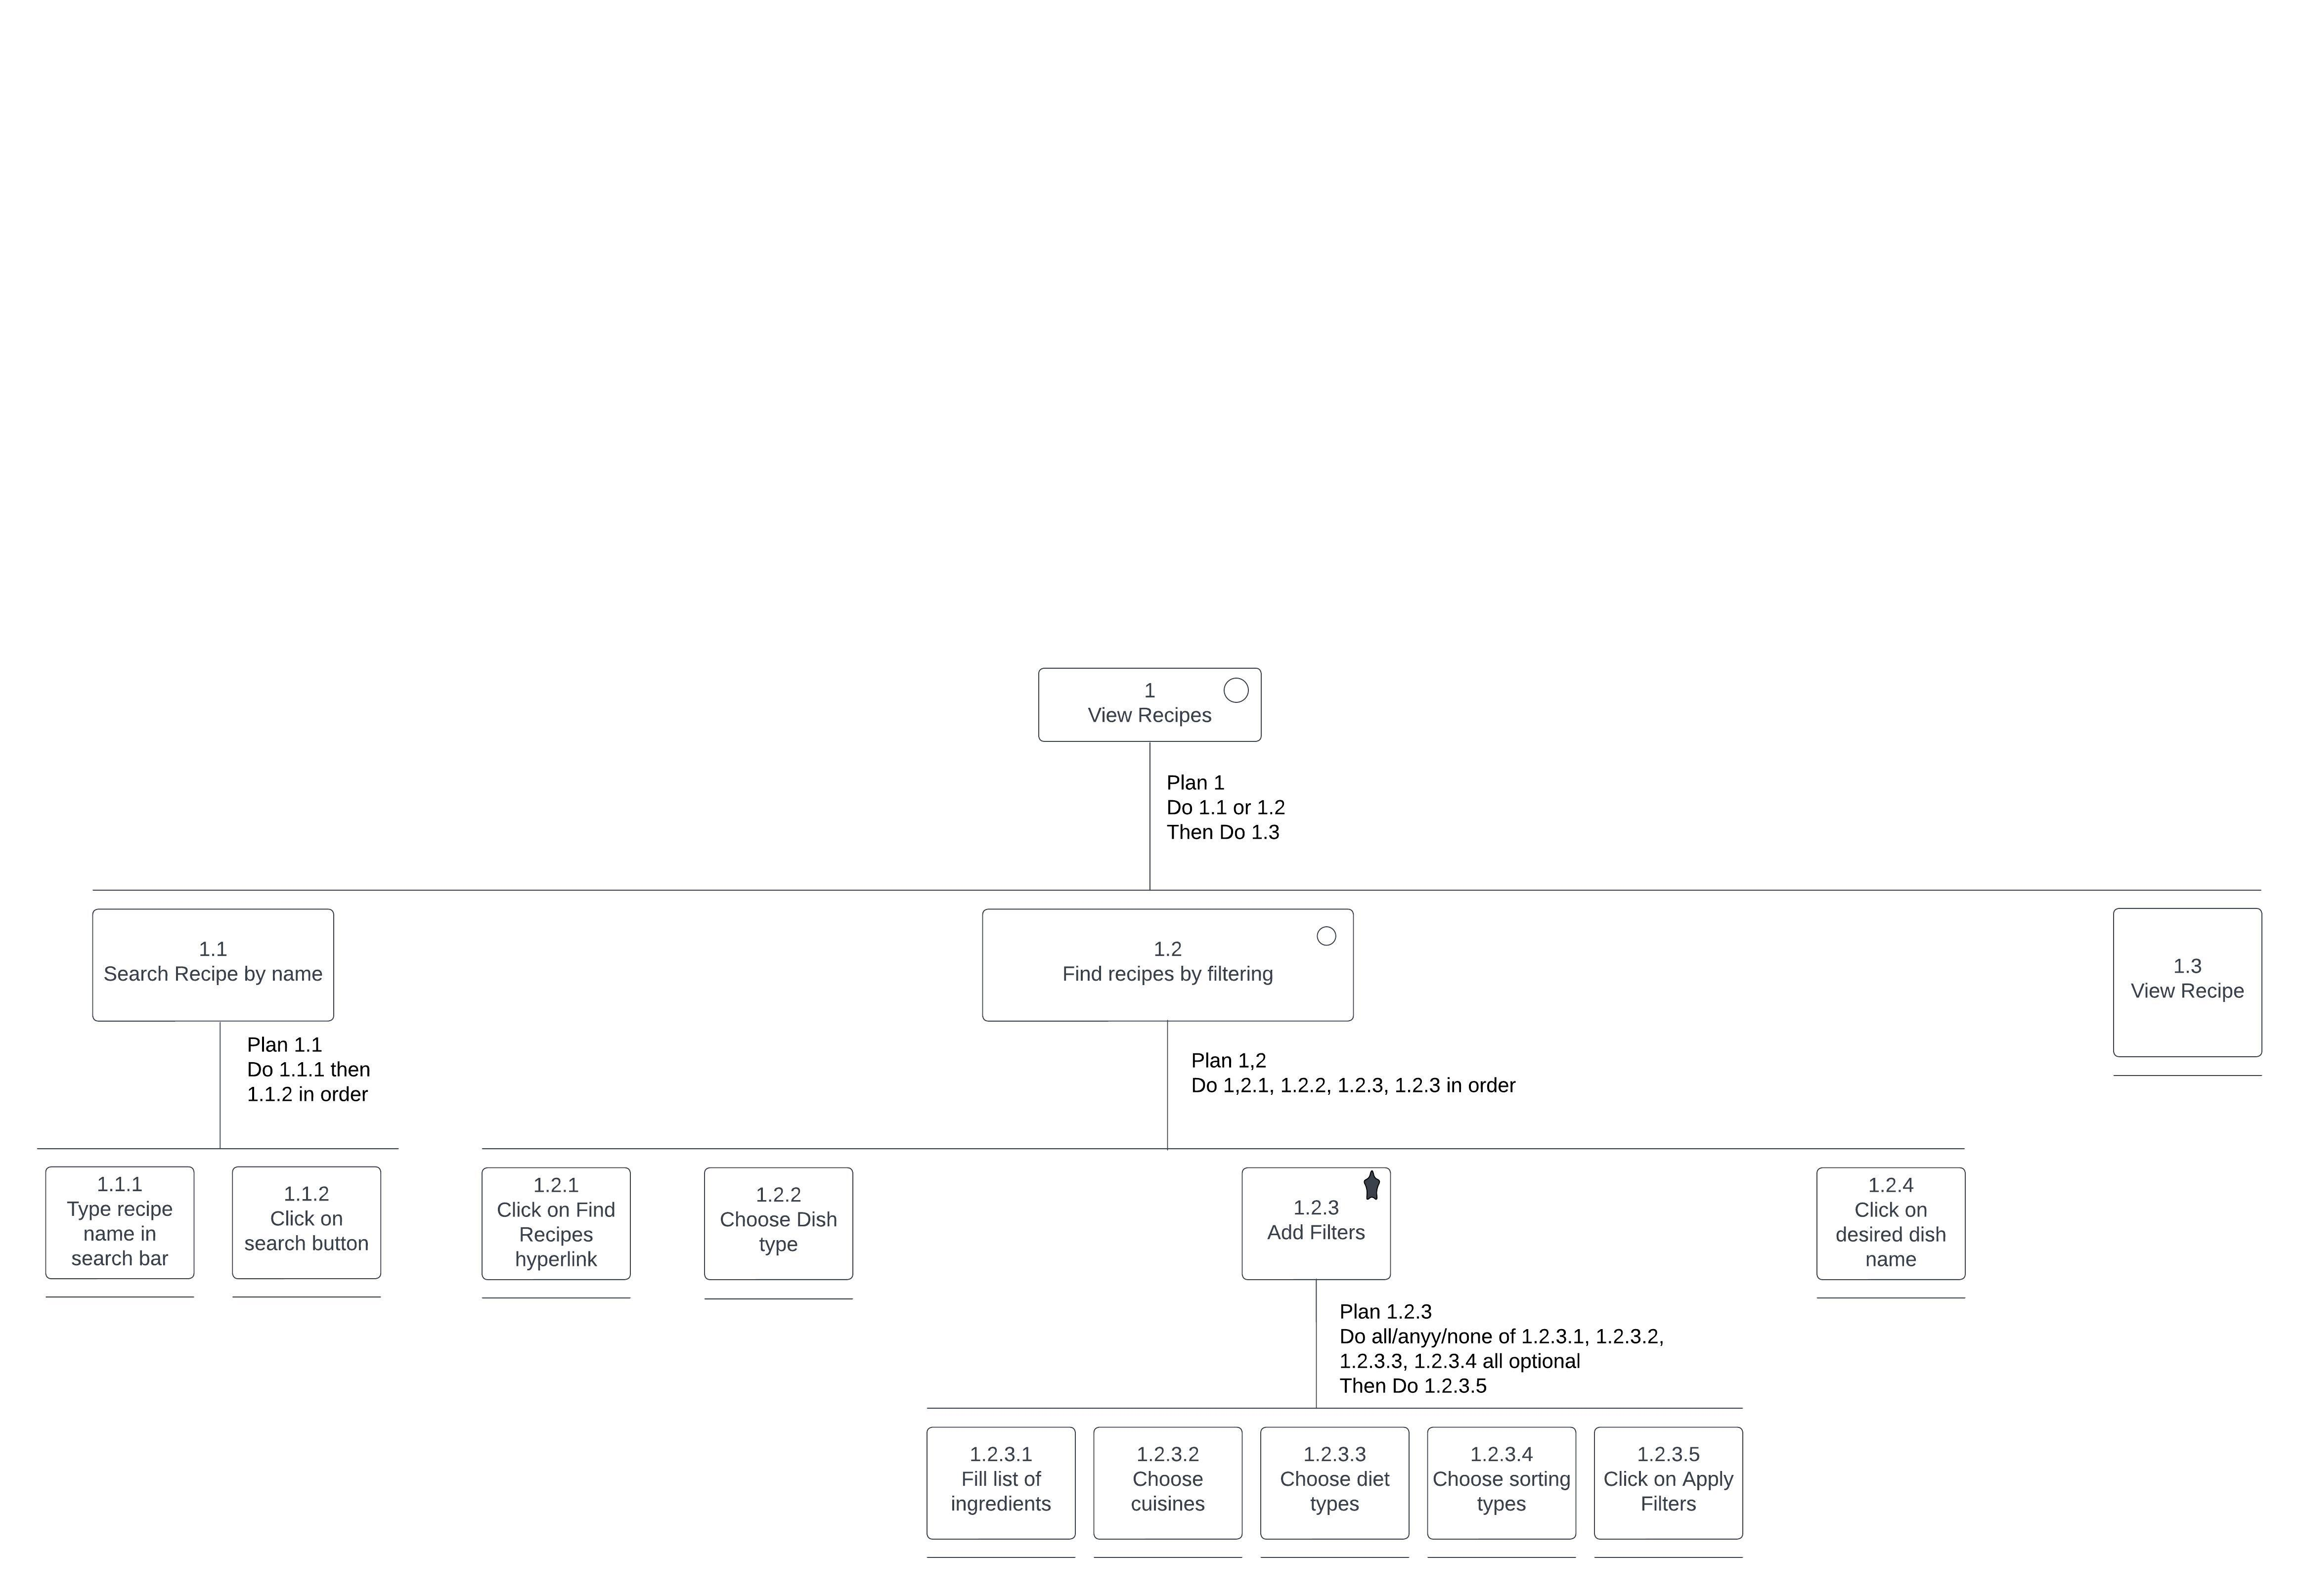 1
View Recipes
Plan 1
Do 1.1 or 1.2
Then Do 1.3
1.1
Search Recipe by name
1.2
Find recipes by filtering
1.3
View Recipe
Plan 1.1
Do 1.1.1 then
1.1.2 in order
Plan 1,2
Do 1,2.1, 1.2.2, 1.2.3, 1.2.3 in order
1.1.1
Type recipe
name in
search bar
1.1.2
Click on
search button
1.2.1
Click on Find
Recipes
hyperlink
1.2.2
Choose Dish
type
1.2.3
Add Filters
1.2.4
Click on
desired dish
name
Plan 1.2.3
Do all/anyy/none of 1.2.3.1, 1.2.3.2,
1.2.3.3, 1.2.3.4 all optional
Then Do 1.2.3.5
1.2.3.1
Fill list of
ingredients
1.2.3.2
Choose
cuisines
1.2.3.3
Choose diet
types
1.2.3.4
Choose sorting
types
1.2.3.5
Click on Apply
Filters